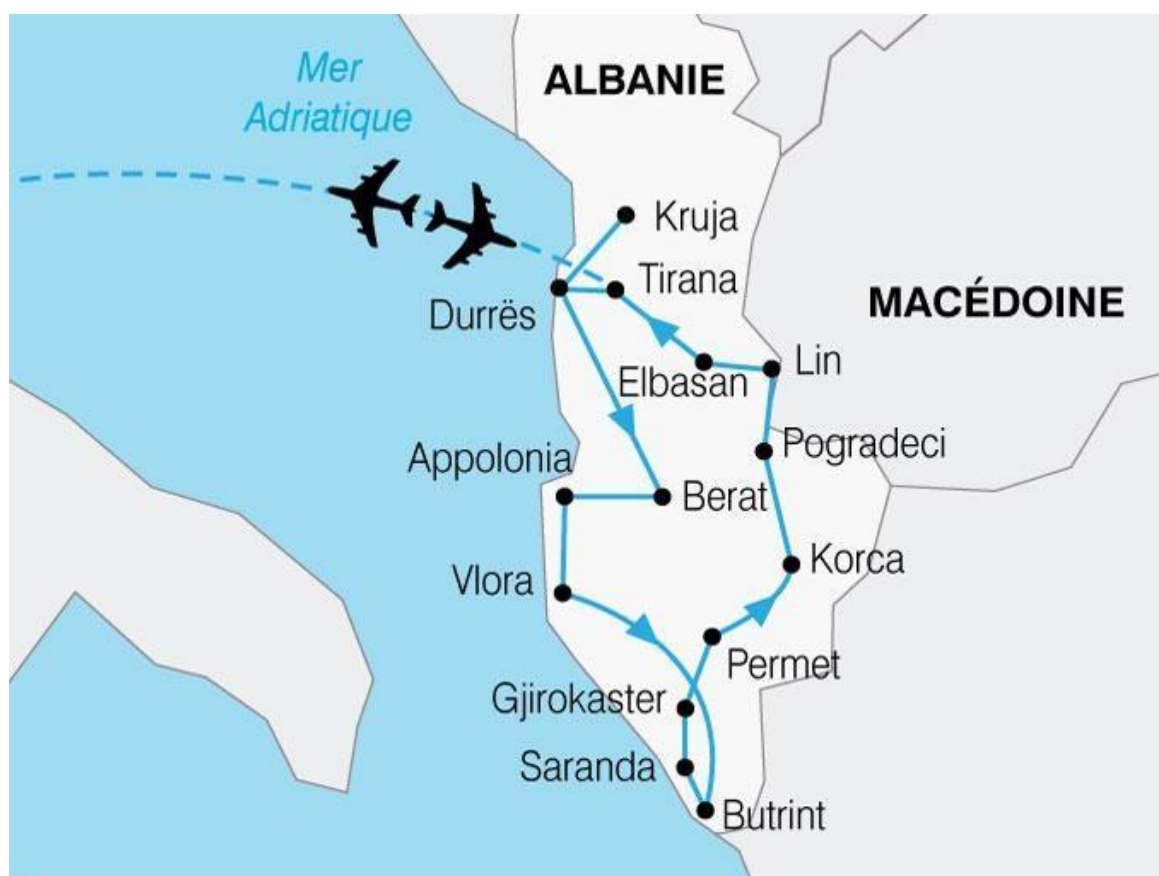 Mer
Adriatique
ALBANIE
Kruja
Tirana
MACÉDOINE
Durrës
Lin
Elbasan
Pogradeci
Appolonia
Berat
Korca
Vlora
Permet
Gjirokaster
Saranda
Butrint